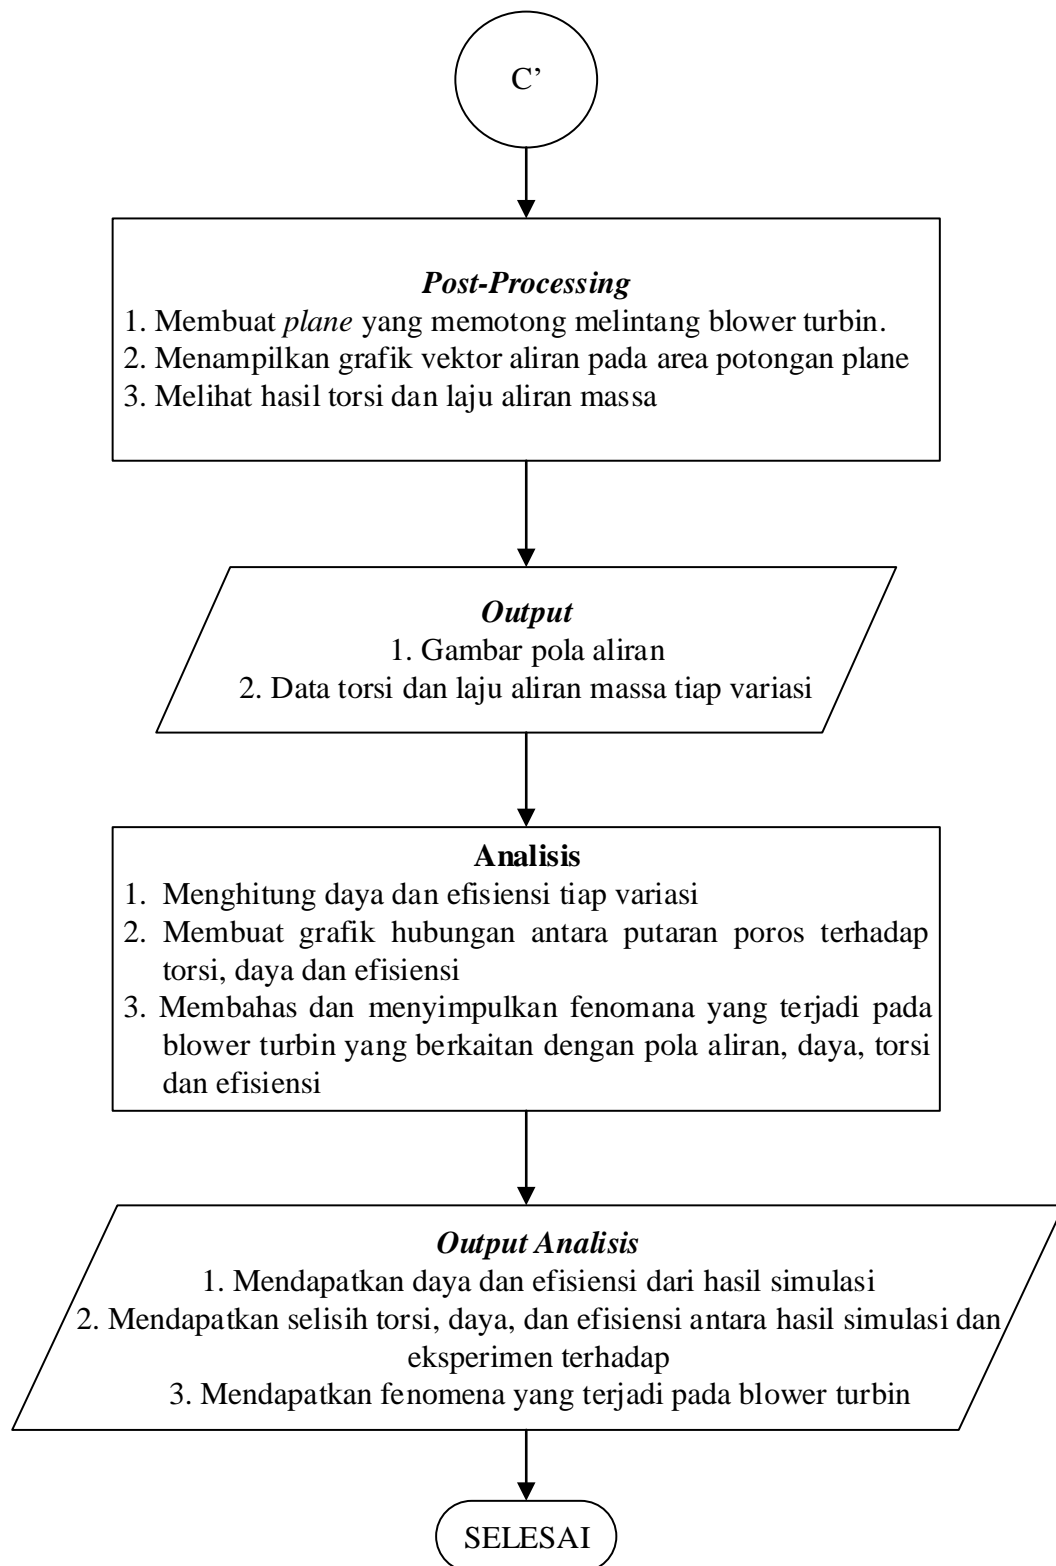 C’
Post-Processing
1. Membuat plane yang memotong melintang blower turbin.
2. Menampilkan grafik vektor aliran pada area potongan plane
3. Melihat hasil torsi dan laju aliran massa
Output
1. Gambar pola aliran
2. Data torsi dan laju aliran massa tiap variasi
Analisis
1. Menghitung daya dan efisiensi tiap variasi
2. Membuat grafik hubungan antara putaran poros terhadap
torsi, daya dan efisiensi
3. Membahas dan menyimpulkan fenomana yang terjadi pada
blower turbin yang berkaitan dengan pola aliran, daya, torsi
dan efisiensi
Output Analisis
1. Mendapatkan daya dan efisiensi dari hasil simulasi
2. Mendapatkan selisih torsi, daya, dan efisiensi antara hasil simulasi dan
eksperimen terhadap
3. Mendapatkan fenomena yang terjadi pada blower turbin
SELESAI